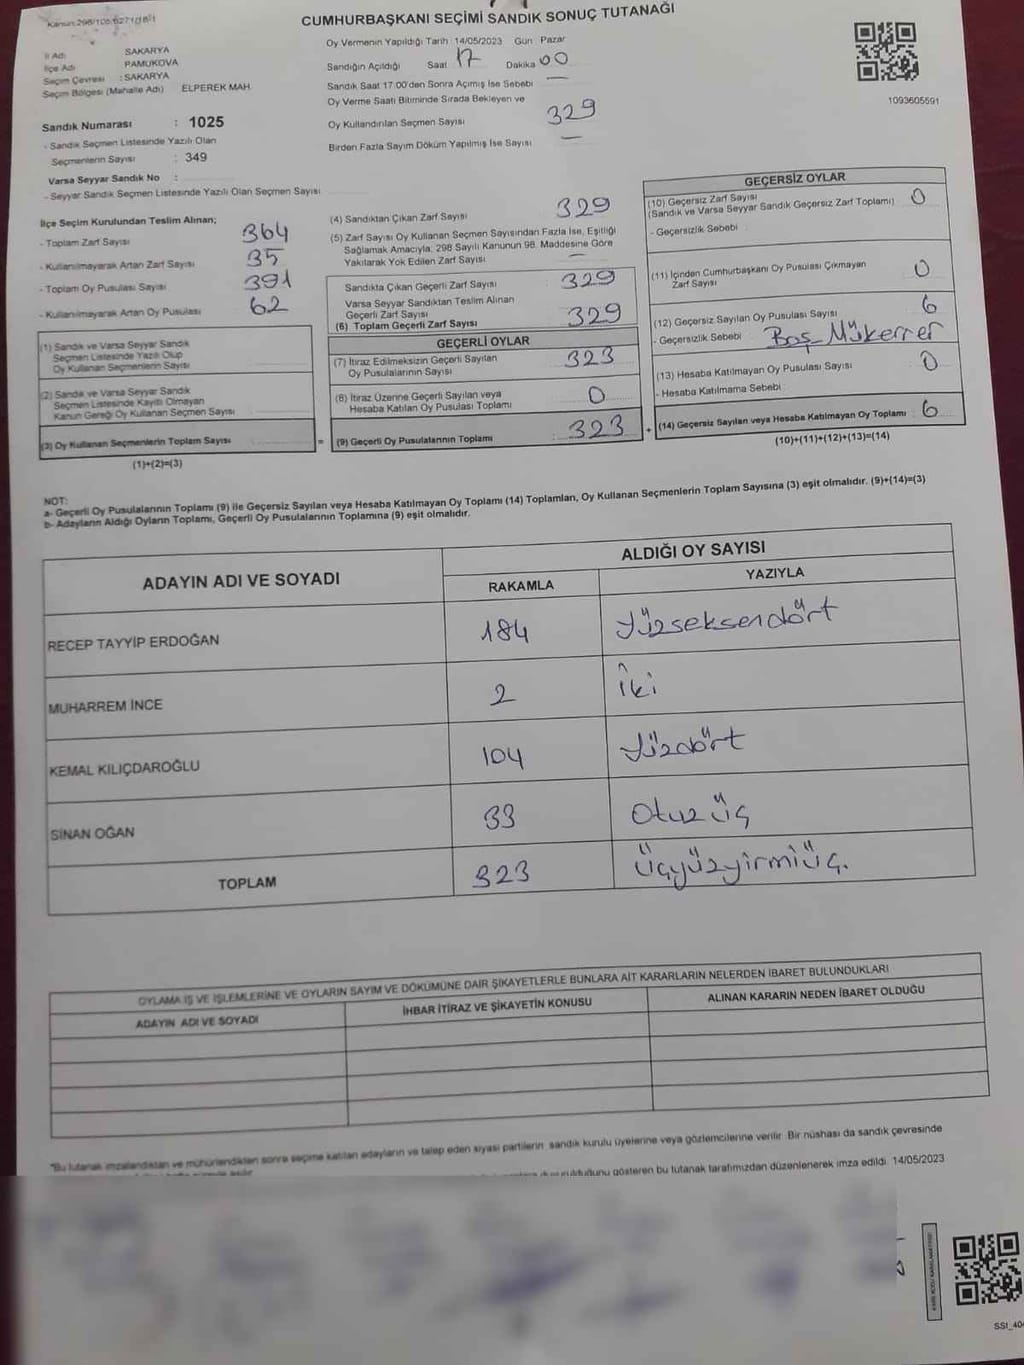 Kanun:298/105,6271/18/1
CUMHURBAŞKANI SEÇİMİ SANDIK SONUÇ TUTANAĞI
İl Adı SAKARYA
İlçe Adı PAMUKOVA
Seçim Çevresi : SAKARYA
Seçim Bölgesi (Mahalle Adı) ELPEREK MAH.
Oy Vermenin Yapıldığı Tarih :14/05/2023 Gün Pazar
Sandığın Açıldığı Saat 17 Dakika 00
Sandık Saat 17:00'den Sonra Açımış İse Sebebi —
Oy Verme Saati Bitiminde Sırada Bekleyen ve
Oy Kullandırılan Seçmen Sayısı 329
Birden Fazla Sayım Döküm Yapılmış İse Sayısı —
1093605591
Sandık Numarası : 1025
- Sandık Seçmen Listesinde Yazılı Olan
Seçmenlerin Sayısı : 349
Varsa Seyyar Sandık No :
- Seyyar Sandık Seçmen Listesinde Yazılı Olan Seçmen Sayısı
İlçe Seçim Kurulundan Teslim Alınan;
- Toplam Zarf Sayısı 364
- Kullanılmayarak Artan Zarf Sayısı 35
- Toplam Oy Pusulası Sayısı 391
- Kullanılmayarak Artan Oy Pusulası 62
(1) Sandık ve Varsa Seyyar Sandık
Seçmen Listesinde Yazılı Olup
Oy Kullanan Seçmenlerin Sayısı
(2) Sandık ve Varsa Seyyar Sandık
Seçmen Listesinde Kayıtlı Olmayan
Kanun Gereği Oy Kullanan Seçmen Sayısı
(3) Oy Kullanan Seçmenlerin Toplam Sayısı
(1)+(2)=(3)
(4) Sandıktan Çıkan Zarf Sayısı 329
(5) Zarf Sayısı Oy Kullanan Seçmen Sayısından Fazla İse, Eşitliği
Sağlamak Amacıyla; 298 Sayılı Kanunun 98. Maddesine Göre
Yakılarak Yok Edilen Zarf Sayısı —
Sandıkta Çıkan Geçerli Zarf Sayısı : 329
Varsa Seyyar Sandıktan Teslim Alınan
Geçerli Zarf Sayısı
(6) Toplam Geçerli Zarf Sayısı 329
GEÇERLİ OYLAR
(7) İtiraz Edilmeksizin Geçerli Sayılan
Oy Pusulalarının Sayısı 323
(8) İtiraz Üzerine Geçerli Sayılan veya
Hesaba Katılan Oy Pusulası Toplamı 0
= (9) Geçerli Oy Pusulalarının Toplamı 323
GEÇERSİZ OYLAR
(10) Geçersiz Zarf Sayısı
(Sandık ve Varsa Seyyar Sandık Geçersiz Zarf Toplamı) 0
- Geçersizlik Sebebi :
(11) İçinden Cumhurbaşkanı Oy Pusulası Çıkmayan
Zarf Sayısı 0
(12) Geçersiz Sayılan Oy Pusulası Sayısı 6
- Geçersizlik Sebebi : Boş Mükerrer
(13) Hesaba Katılmayan Oy Pusulası Sayısı 0
- Hesaba Katılmama Sebebi :
+ (14) Geçersiz Sayılan veya Hesaba Katılmayan Oy Toplamı 6
(10)+(11)+(12)+(13)=(14)
NOT:
a- Geçerli Oy Pusulalarının Toplamı (9) ile Geçersiz Sayılan veya Hesaba Katılmayan Oy Toplamı (14) Toplamları, Oy Kullanan Seçmenlerin Toplam Sayısına (3) eşit olmalıdır. (9)+(14)=(3)
b- Adayların Aldığı Oyların Toplamı, Geçerli Oy Pusulalarının Toplamına (9) eşit olmalıdır.
ADAYIN ADI VE SOYADI
ALDIĞI OY SAYISI
RAKAMLA YAZIYLA
RECEP TAYYİP ERDOĞAN 184 Yüzseksendört
MUHARREM İNCE 2 İki
KEMAL KILIÇDAROĞLU 104 Yüzdört
SİNAN OĞAN 33 Otuz üç
TOPLAM 323 Üçyüzyirmiüç.
OYLAMA İŞ VE İŞLEMLERİNE VE OYLARIN SAYIM VE DÖKÜMÜNE DAİR ŞİKAYETLERLE BUNLARA AİT KARARLARIN NELERDEN İBARET BULUNDUKLARI
ADAYIN ADI VE SOYADI İHBAR İTİRAZ VE ŞİKAYETİN KONUSU ALINAN KARARIN NEDEN İBARET OLDUĞU
*Bu tutanak imzalandıktan ve mühürlendikten sonra seçime katılan adayların ve talep eden siyasi partilerin sandık kurulu üyelerine veya gözlemcilerine verilir. Bir nüshası da sandık çevresinde
gösteren bu tutanak tarafımızdan düzenlenerek imza edildi. 14/05/2023